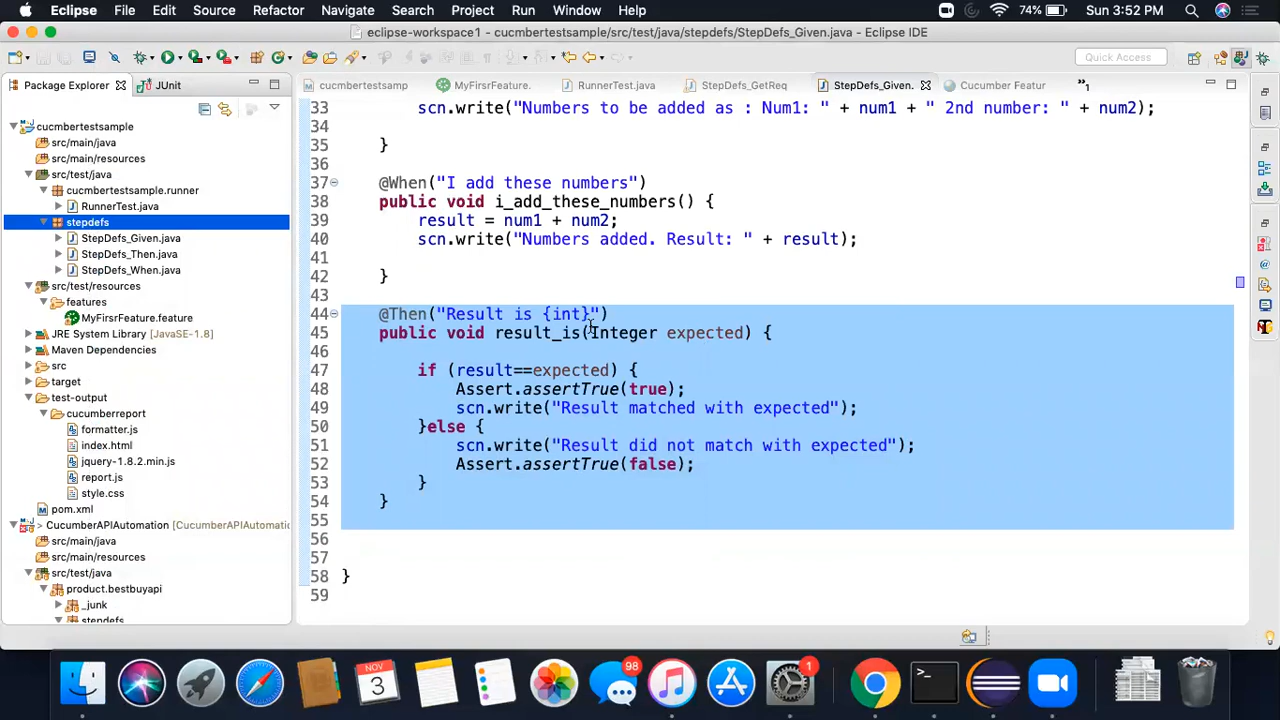 Eclipse File Edit Source Refactor Navigate Search Project Run Window Help 74% Sun 3:52 PM
eclipse-workspace1 - cucmbertestsample/src/test/java/stepdefs/StepDefs_Given.java - Eclipse IDE
Quick Access
Package Explorer JUnit
cucmbertestsamp MyFirsrFeature. RunnerTest.java StepDefs_GetReq StepDefs_Given. Cucumber Featur »1
cucmbertestsample
src/main/java
src/main/resources
src/test/java
cucmbertestsample.runner
RunnerTest.java
stepdefs
StepDefs_Given.java
StepDefs_Then.java
StepDefs_When.java
src/test/resources
features
MyFirsrFeature.feature
JRE System Library [JavaSE-1.8]
Maven Dependencies
src
target
test-output
cucumberreport
formatter.js
index.html
jquery-1.8.2.min.js
report.js
style.css
pom.xml
> CucumberAPIAutomation [CucumberAPIAutomatic
src/main/java
src/main/resources
src/test/java
product.bestbuyapi
_junk
stepdefs
33 scn.write("Numbers to be added as : Num1: " + num1 + " 2nd number: " + num2);
34
35 }
36
37 @When("I add these numbers")
38 public void i_add_these_numbers() {
39 result = num1 + num2;
40 scn.write("Numbers added. Result: " + result);
41
42 }
43
44 @Then("Result is {int}")
45 public void result_is(Integer expected) {
46
47 if (result==expected) {
48 Assert.assertTrue(true);
49 scn.write("Result matched with expected");
50 }else {
51 scn.write("Result did not match with expected");
52 Assert.assertTrue(false);
53 }
54 }
55
56
57
58 }
59
NOV
3
98
1